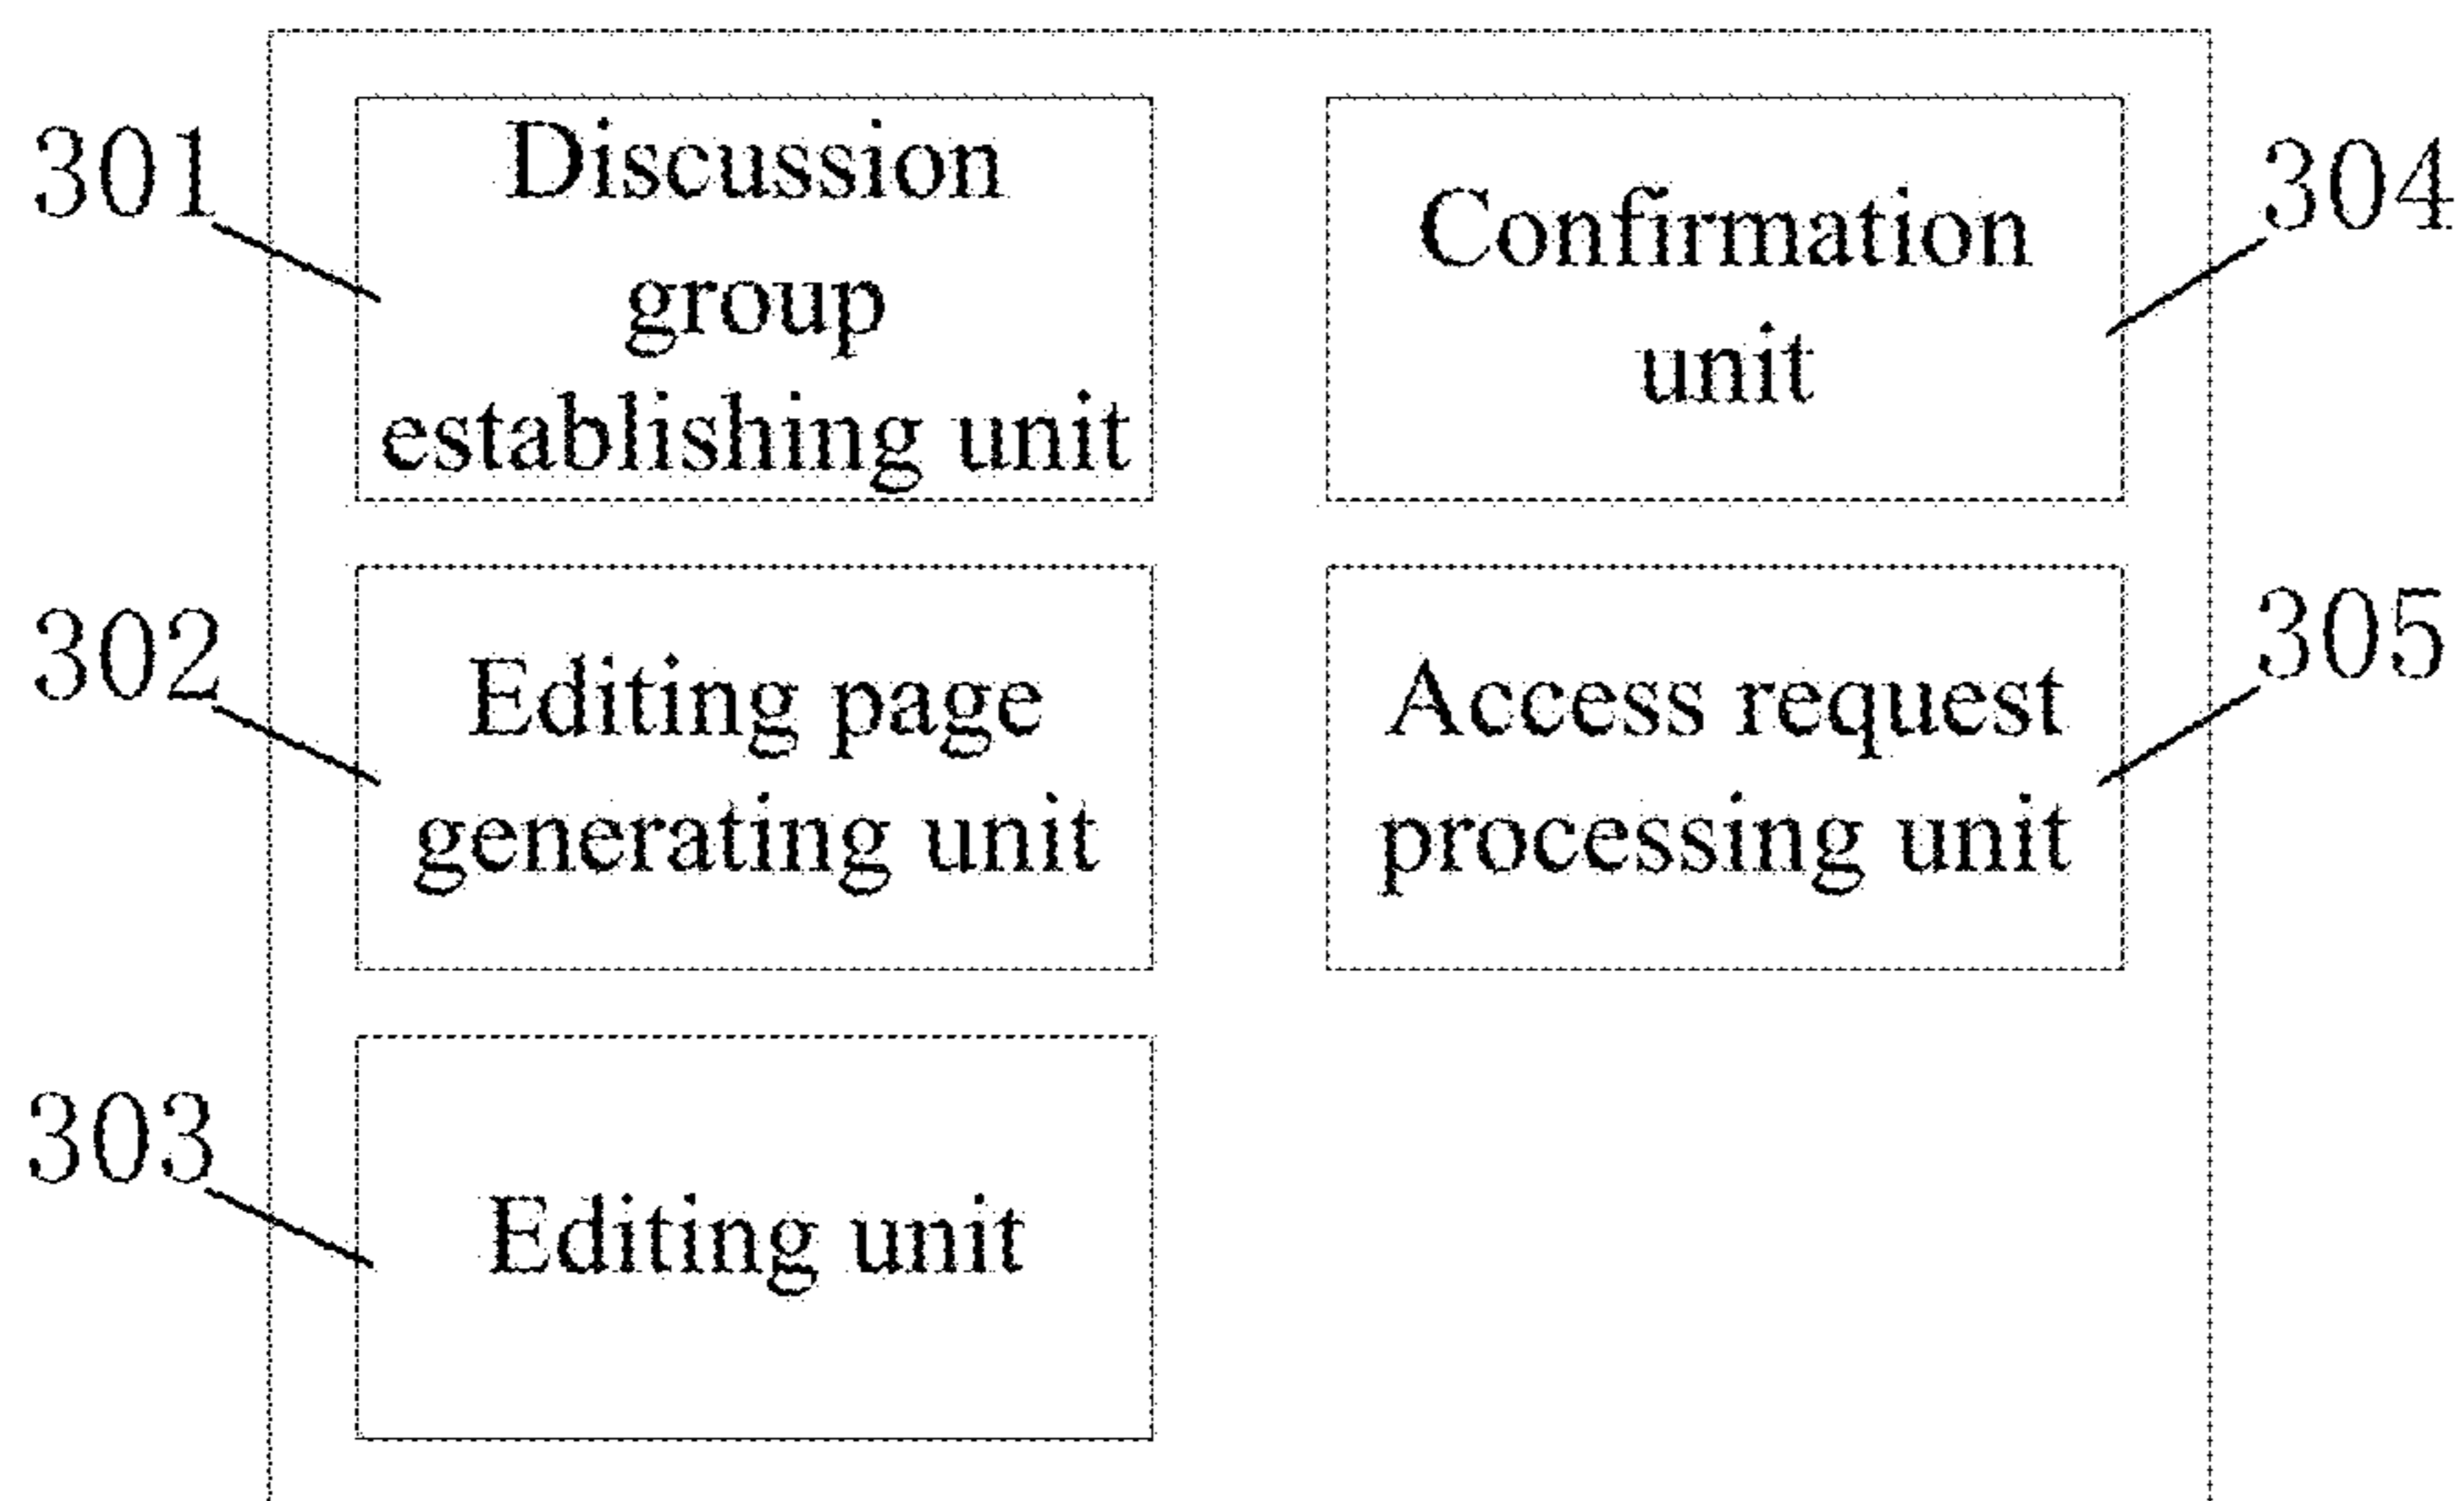 301
Discussion
group
establishing unit
302
Editing page
generating unit
303
Editing unit
304
Confirmation
unit
305
Access request
processing unit